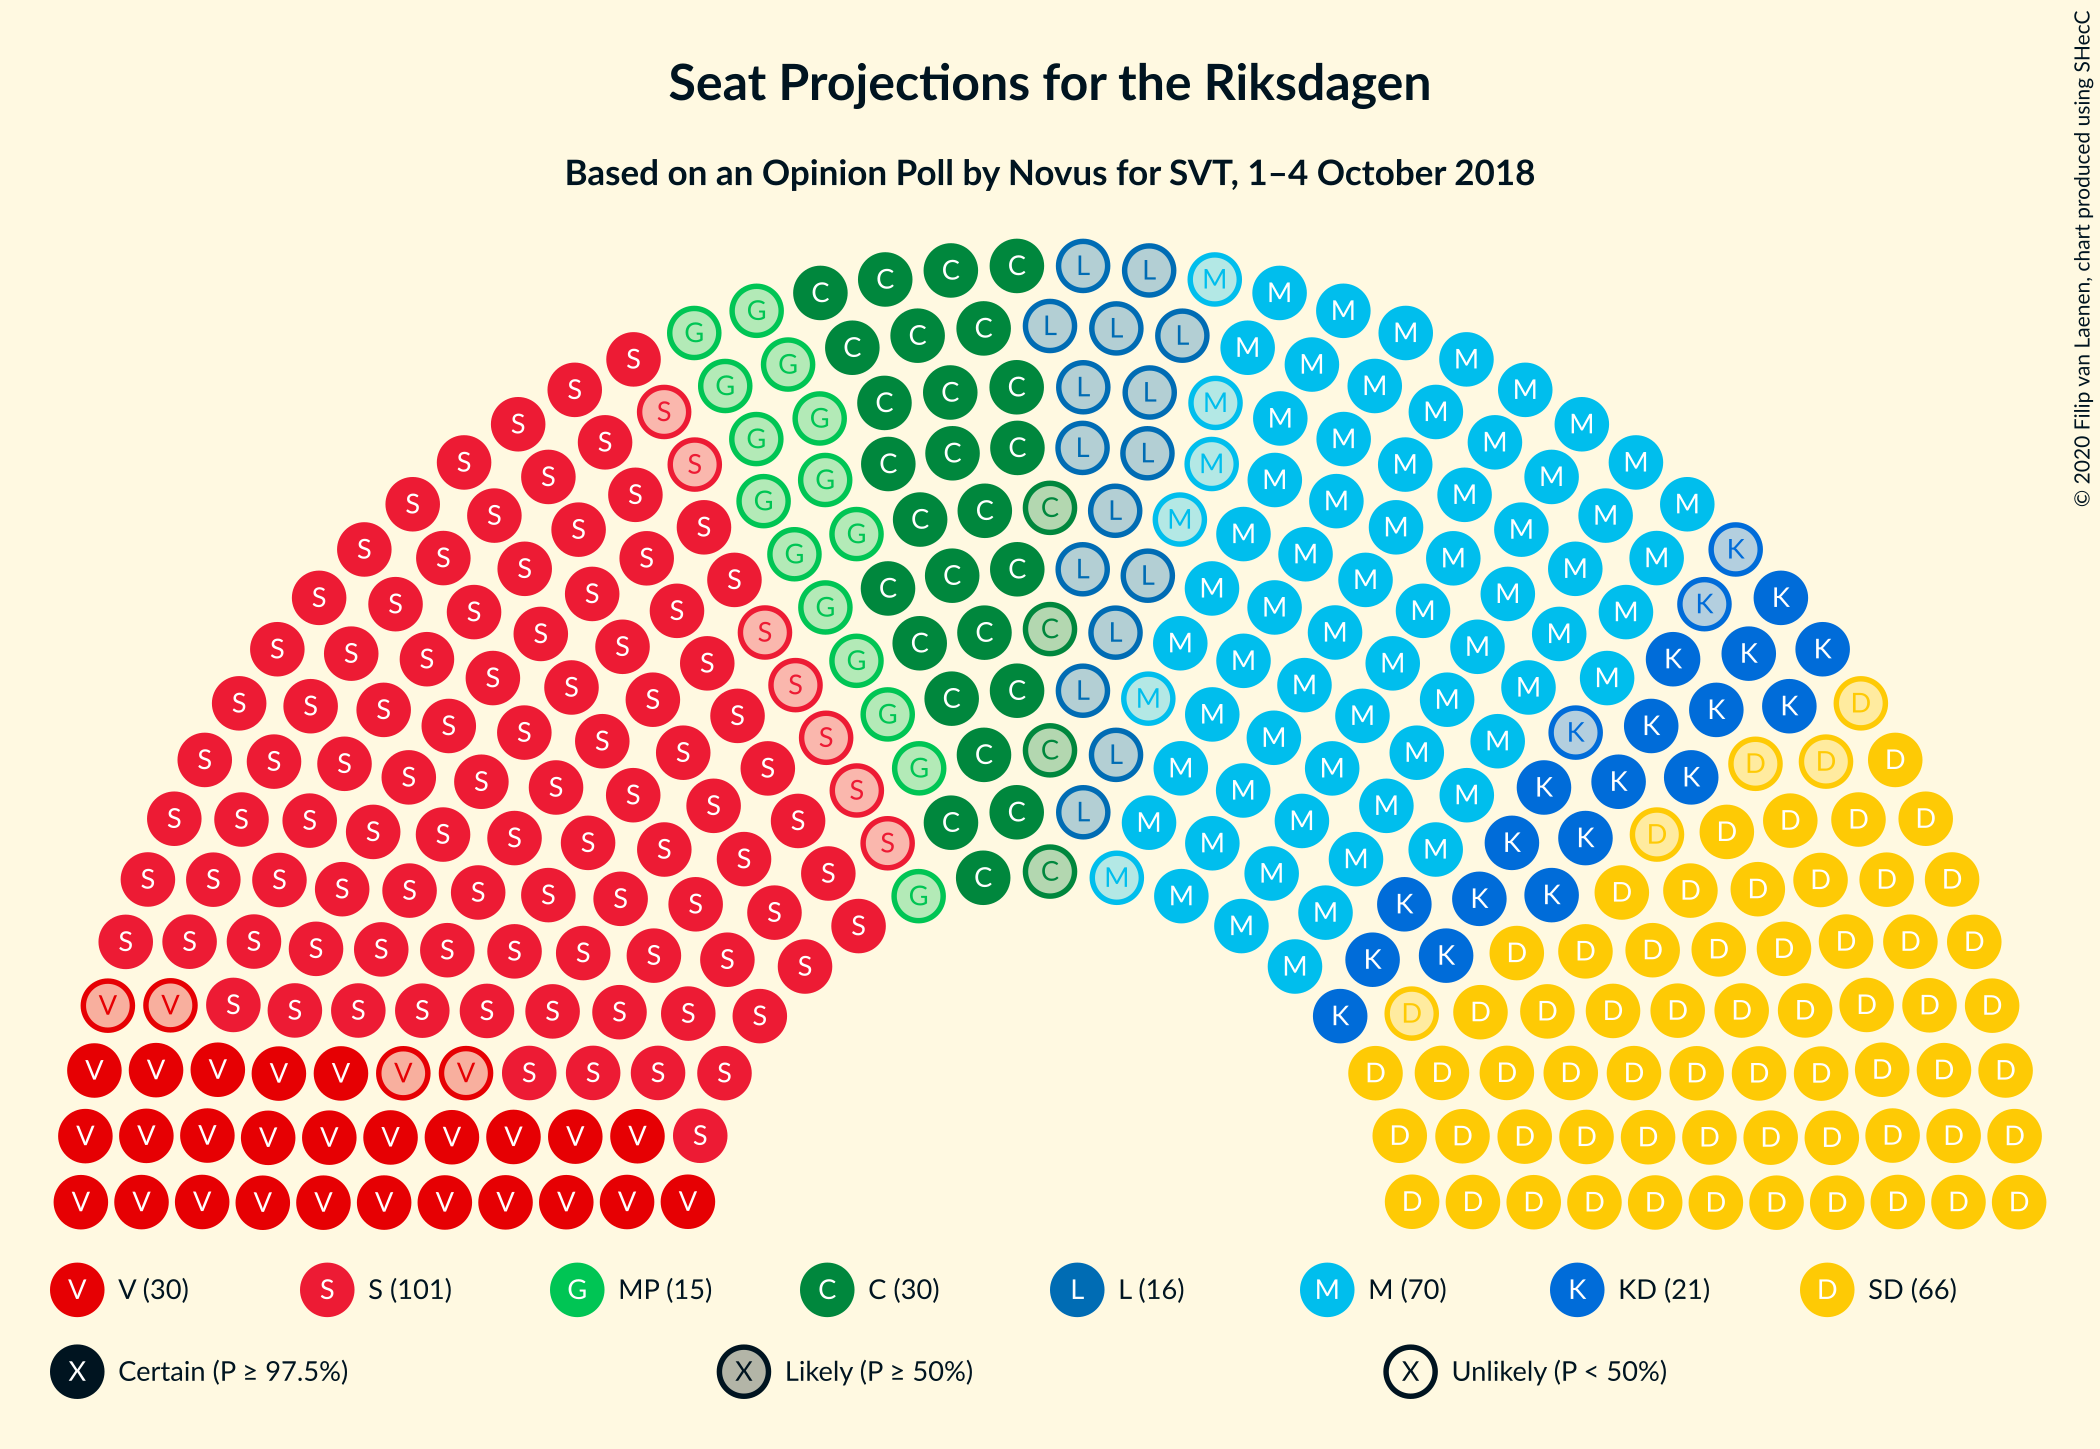 Seat Projections for the Riksdagen
Based on an Opinion Poll by Novus for SVT, 1–4 October 2018
© 2020 Filip van Laenen, chart produced using SHecC
V V (30) S S (101) G MP (15) C C (30) L L (16) M M (70) K KD (21) D SD (66)
X Certain (P ≥ 97.5%) X Likely (P ≥ 50%) X Unlikely (P < 50%)